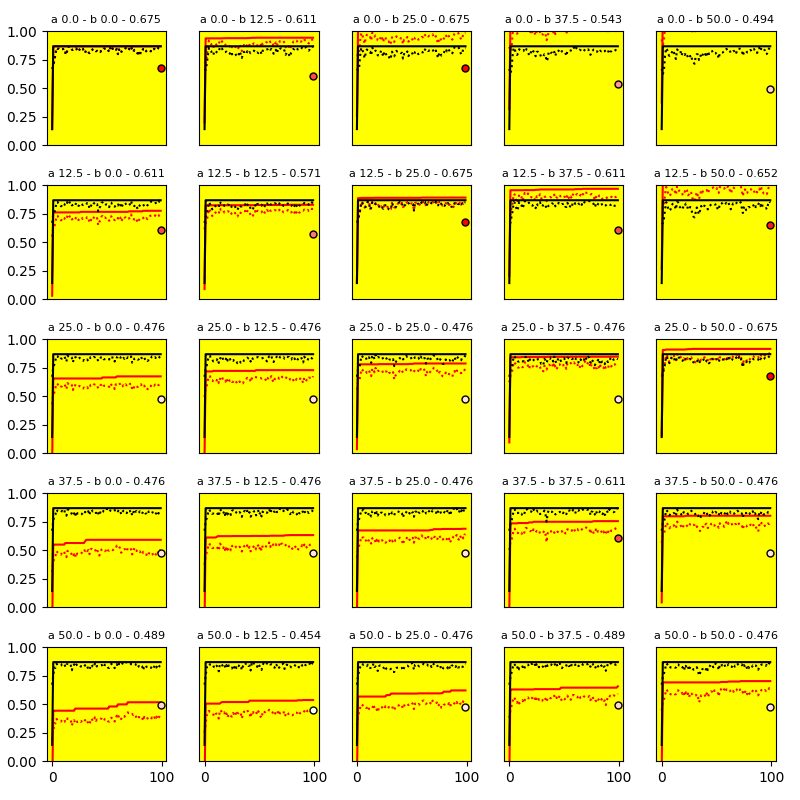 a 0.0 - b 0.0 - 0.675
a 0.0 - b 12.5 - 0.611
a 0.0 - b 25.0 - 0.675
a 0.0 - b 37.5 - 0.543
a 0.0 - b 50.0 - 0.494
1.00
0.75
0.50
0.25
0.00
a 12.5 - b 0.0 - 0.611
a 12.5 - b 12.5 - 0.571
a 12.5 - b 25.0 - 0.675
a 12.5 - b 37.5 - 0.611
a 12.5 - b 50.0 - 0.652
1.00
0.75
0.50
0.25
0.00
a 25.0 - b 0.0 - 0.476
a 25.0 - b 12.5 - 0.476
a 25.0 - b 25.0 - 0.476
a 25.0 - b 37.5 - 0.476
a 25.0 - b 50.0 - 0.675
1.00
0.75
0.50
0.25
0.00
a 37.5 - b 0.0 - 0.476
a 37.5 - b 12.5 - 0.476
a 37.5 - b 25.0 - 0.476
a 37.5 - b 37.5 - 0.611
a 37.5 - b 50.0 - 0.476
1.00
0.75
0.50
0.25
0.00
a 50.0 - b 0.0 - 0.489
a 50.0 - b 12.5 - 0.454
a 50.0 - b 25.0 - 0.476
a 50.0 - b 37.5 - 0.489
a 50.0 - b 50.0 - 0.476
1.00
0.75
0.50
0.25
0.00
0 100
0 100
0 100
0 100
0 100